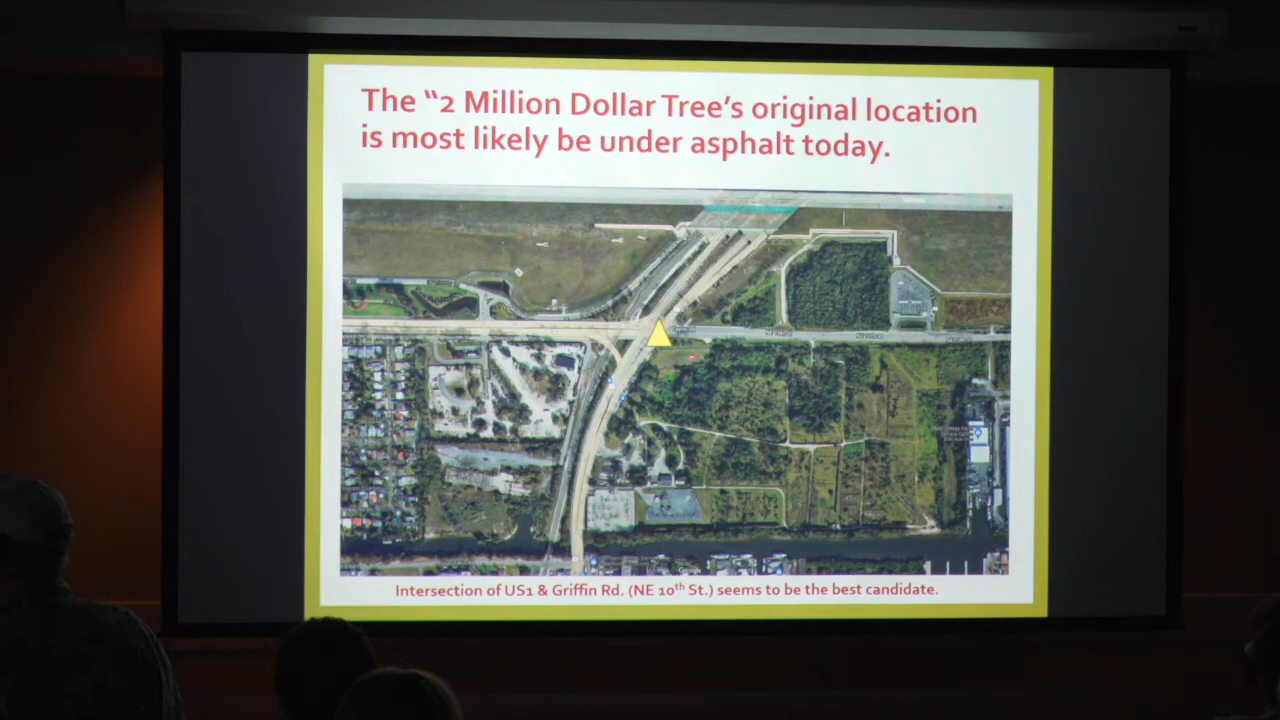 The “2 Million Dollar Tree’s original location
is most likely be under asphalt today.
Intersection of US1 & Griffin Rd. (NE 10th St.) seems to be the best candidate.